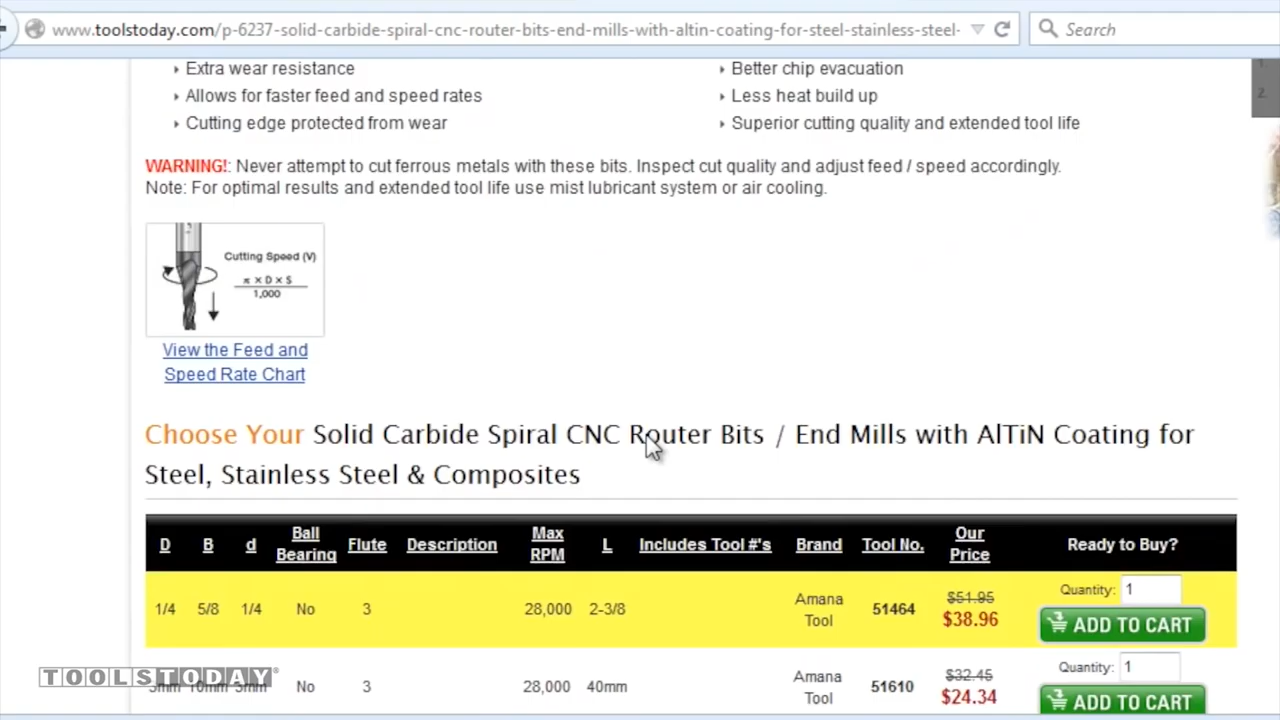 www.toolstoday.com/p-6237-solid-carbide-spiral-cnc-router-bits-end-mills-with-altin-coating-for-steel-stainless-steel-
Search
Extra wear resistance
Allows for faster feed and speed rates
Cutting edge protected from wear
Better chip evacuation
Less heat build up
Superior cutting quality and extended tool life
1.
2.
WARNING!: Never attempt to cut ferrous metals with these bits. Inspect cut quality and adjust feed / speed accordingly.
Note: For optimal results and extended tool life use mist lubricant system or air cooling.
Cutting Speed (V)
π X D X S
1,000
View the Feed and
Speed Rate Chart
Choose Your Solid Carbide Spiral CNC Router Bits / End Mills with AlTiN Coating for
Steel, Stainless Steel & Composites
D B d Ball Bearing Flute Description Max RPM L Includes Tool #'s Brand Tool No. Our Price Ready to Buy?
1/4 5/8 1/4 No 3 28,000 2-3/8 Amana Tool 51464 $51.95 $38.96 Quantity: 1
ADD TO CART
3mm 10mm 3mm No 3 28,000 40mm Amana Tool 51610 $32.45 $24.34 Quantity: 1
ADD TO CART
TOOLSTODAY®